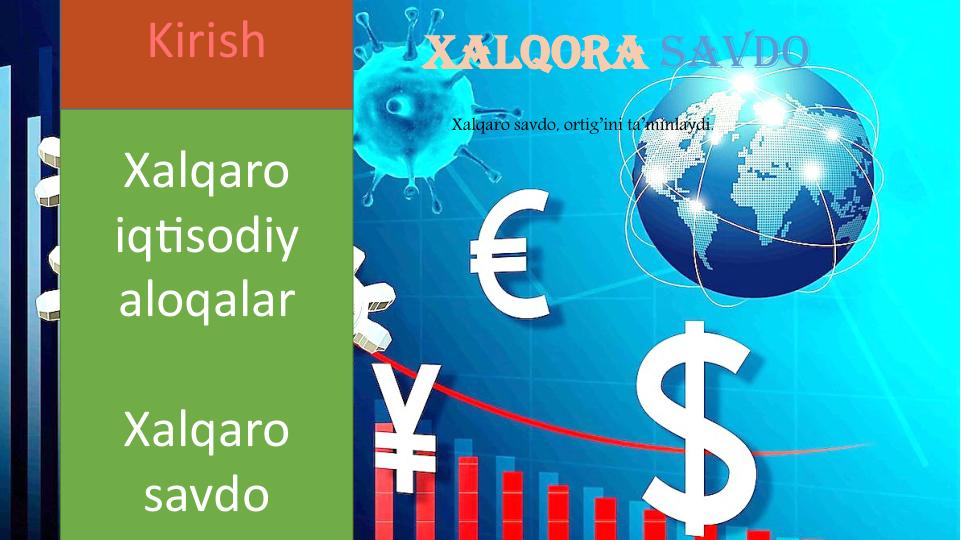 Kirish
Xalqaro
iqtisodiy
aloqalar
Xalqaro
savdo
XALQORA SAVDO
Xalqaro savdo, ortig’ini ta’minlaydi.
€
¥
$